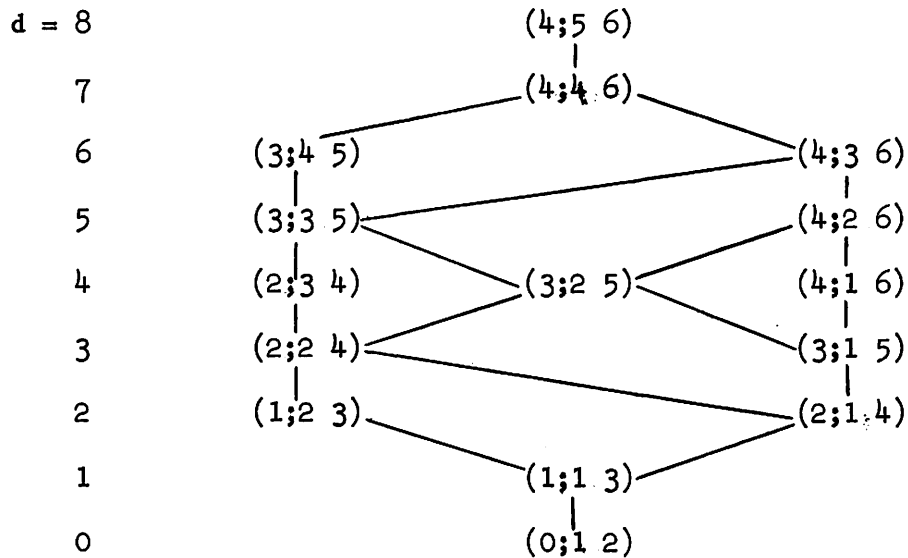 d = 8 (4;5 6)
7 (4;4 6)
6 (3;4 5) (4;3 6)
5 (3;3 5) (4;2 6)
4 (2;3 4) (3;2 5) (4;1 6)
3 (2;2 4) (3;1 5)
2 (1;2 3) (2;1 4)
1 (1;1 3)
0 (0;1 2)